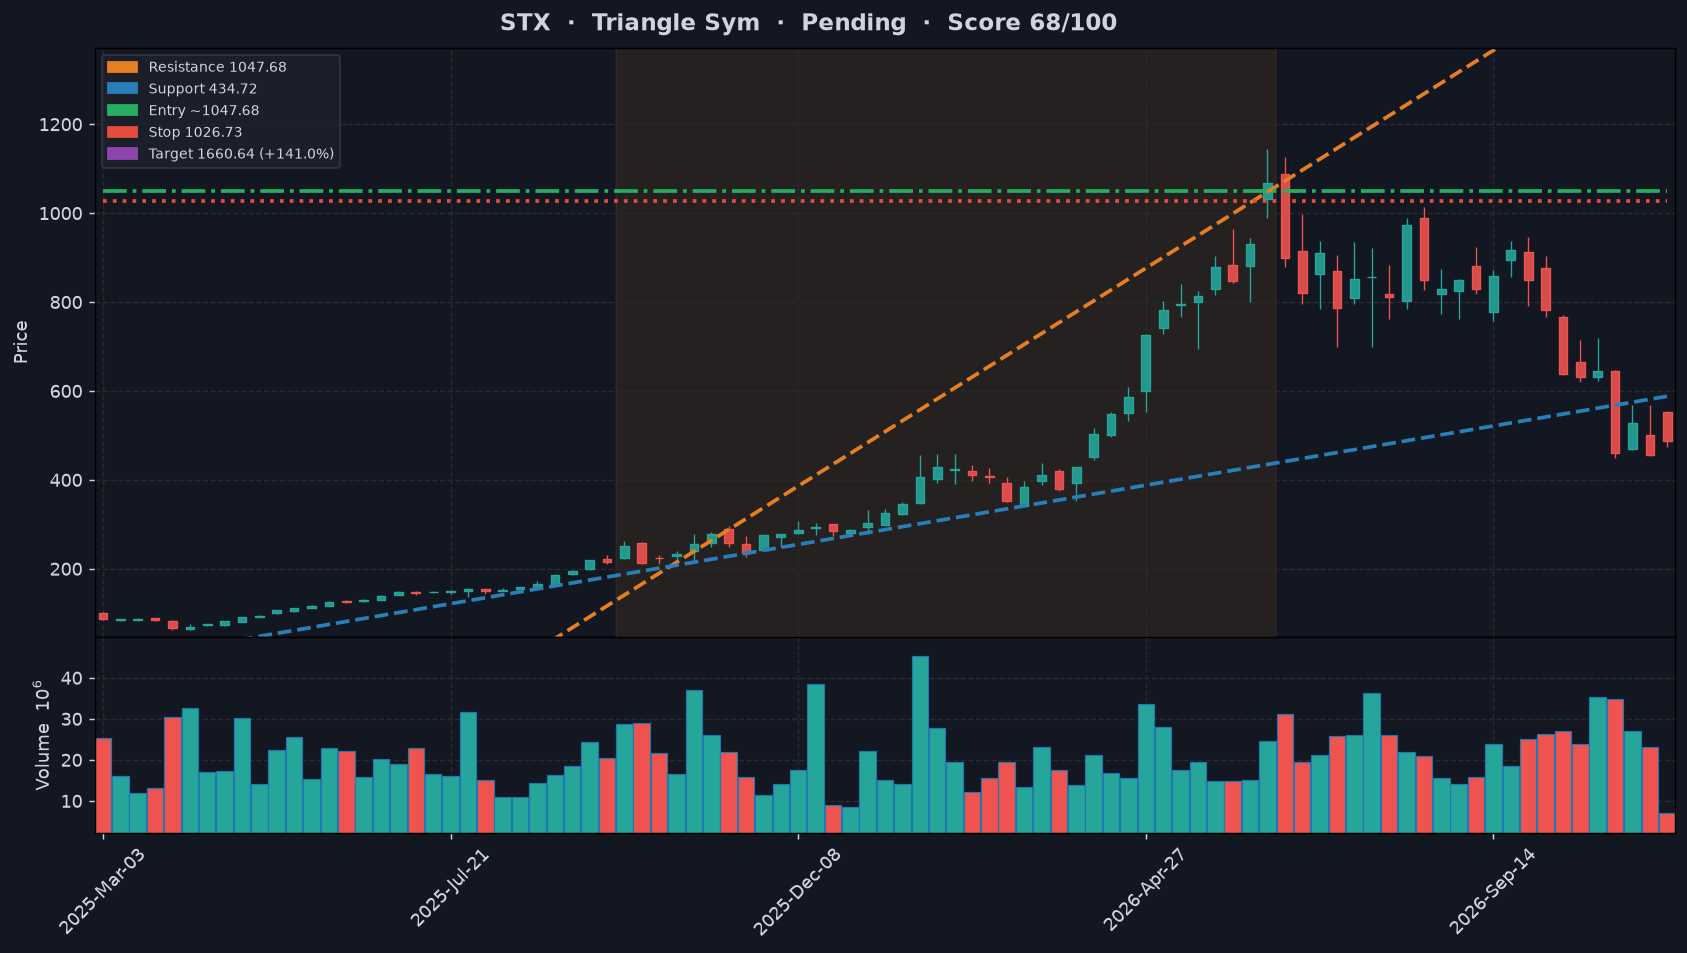 STX · Triangle Sym · Pending · Score 68/100
Resistance 1047.68
Support 434.72
Entry ~1047.68
Stop 1026.73
Target 1660.64 (+141.0%)
Price
1200
1000
800
600
400
200
Volume 10⁶
40
30
20
10
2025-Mar-03
2025-Jul-21
2025-Dec-08
2026-Apr-27
2026-Sep-14